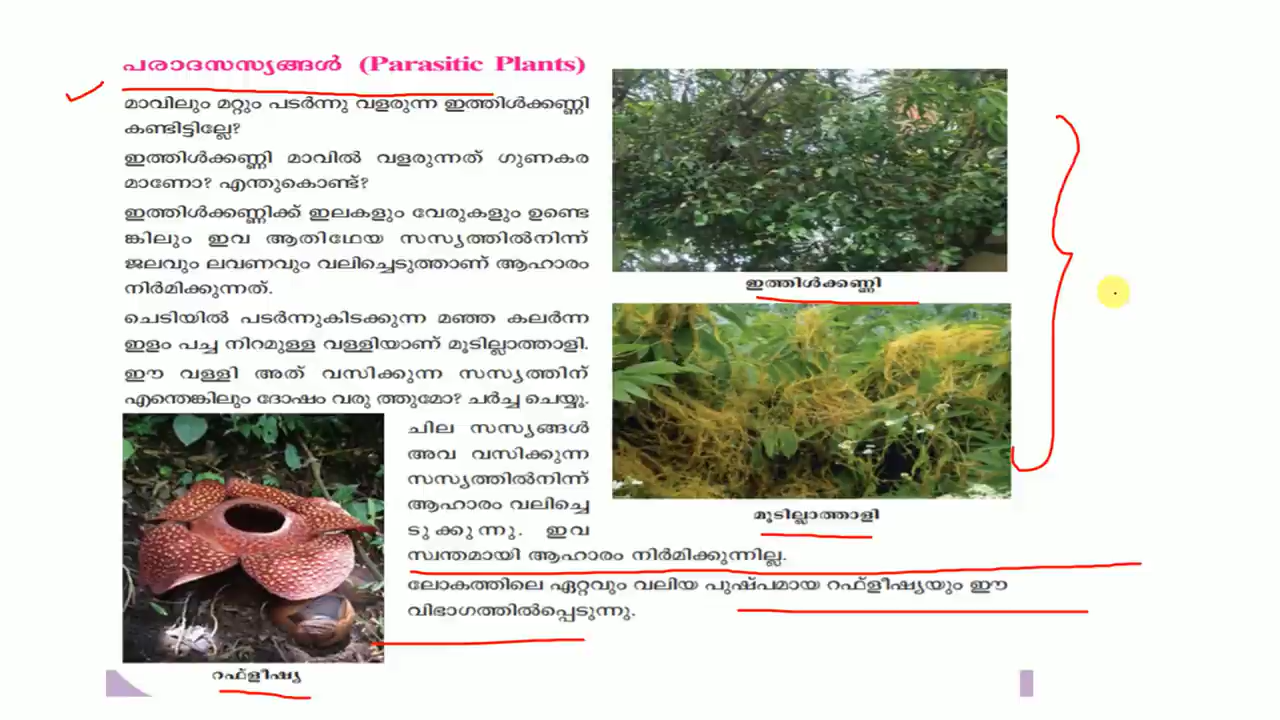 പരാദസസ്യങ്ങൾ (Parasitic Plants)
മാവിലും മറ്റും പടർന്നു വളരുന്ന ഇത്തിൾക്കണ്ണി
കണ്ടിട്ടില്ലേ?
ഇത്തിൾക്കണ്ണി മാവിൽ വളരുന്നത് ഗുണകര
മാണോ? എന്തുകൊണ്ട്?
ഇത്തിൾക്കണ്ണിക്ക് ഇലകളും വേരുകളും ഉണ്ടെ
ങ്കിലും ഇവ ആതിഥേയ സസ്യത്തിൽനിന്ന്
ജലവും ലവണവും വലിച്ചെടുത്താണ് ആഹാരം
നിർമിക്കുന്നത്.
ചെടിയിൽ പടർന്നുകിടക്കുന്ന മഞ്ഞ കലർന്ന
ഇളം പച്ച നിറമുള്ള വള്ളിയാണ് മൂടില്ലാത്താളി.
ഈ വള്ളി അത് വസിക്കുന്ന സസ്യത്തിന്
എന്തെങ്കിലും ദോഷം വരു ത്തുമോ? ചർച്ച ചെയ്യൂ.
ചില സസ്യങ്ങൾ
അവ വസിക്കുന്ന
സസ്യത്തിൽനിന്ന്
ആഹാരം വലിച്ചെ
ടുക്കുന്നു. ഇവ
സ്വന്തമായി ആഹാരം നിർമിക്കുന്നില്ല.
ലോകത്തിലെ ഏറ്റവും വലിയ പുഷ്പമായ റഫ്ളീഷ്യയും ഈ
വിഭാഗത്തിൽപ്പെടുന്നു.
ഇത്തിൾക്കണ്ണി
മൂടില്ലാത്താളി
റഫ്ളീഷ്യ